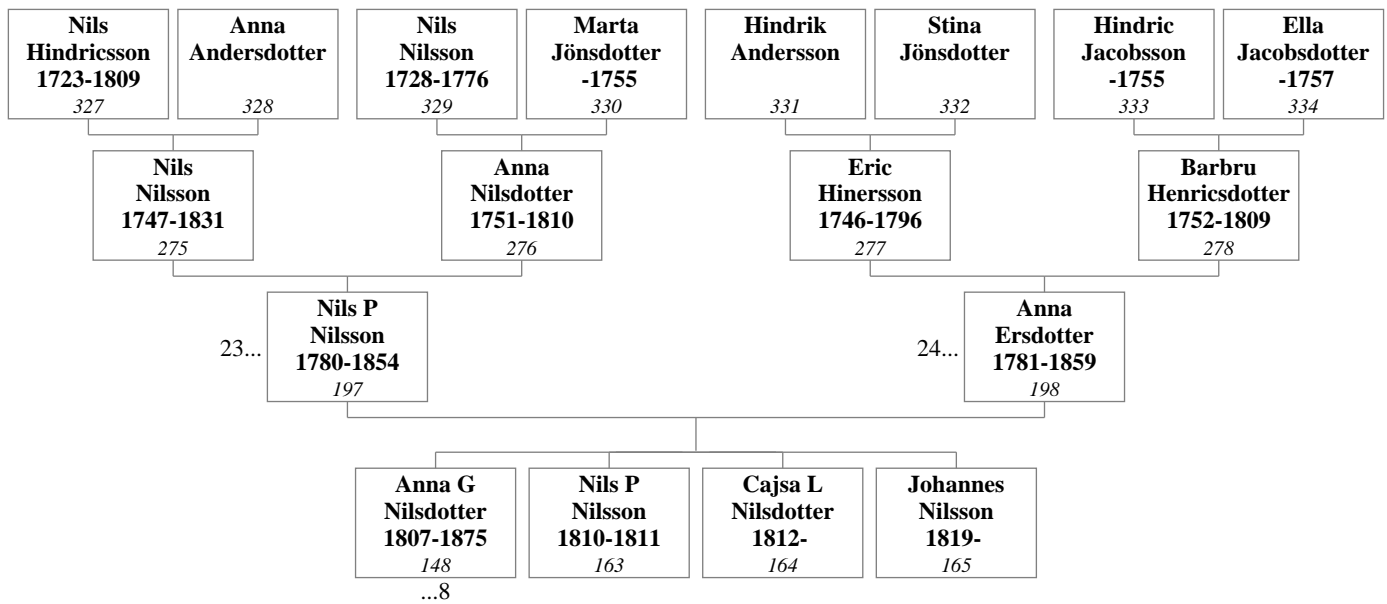 Nils
Hindricsson
1723-1809
327
Anna
Andersdotter
328
Nils
Nilsson
1728-1776
329
Marta
Jönsdotter
-1755
330
Hindrik
Andersson
331
Stina
Jönsdotter
332
Hindric
Jacobsson
-1755
333
Ella
Jacobsdotter
-1757
334
Nils
Nilsson
1747-1831
275
Anna
Nilsdotter
1751-1810
276
Eric
Hinersson
1746-1796
277
Barbru
Henricsdotter
1752-1809
278
23...
Nils P
Nilsson
1780-1854
197
24...
Anna
Ersdotter
1781-1859
198
Anna G
Nilsdotter
1807-1875
148
...8
Nils P
Nilsson
1810-1811
163
Cajsa L
Nilsdotter
1812-
164
Johannes
Nilsson
1819-
165